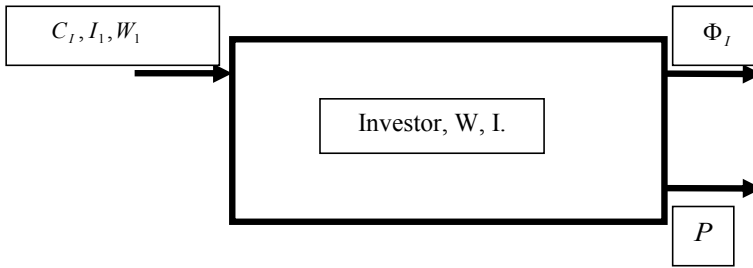 C_I, I_1, W_1
Φ_I
Investor, W, I.
P